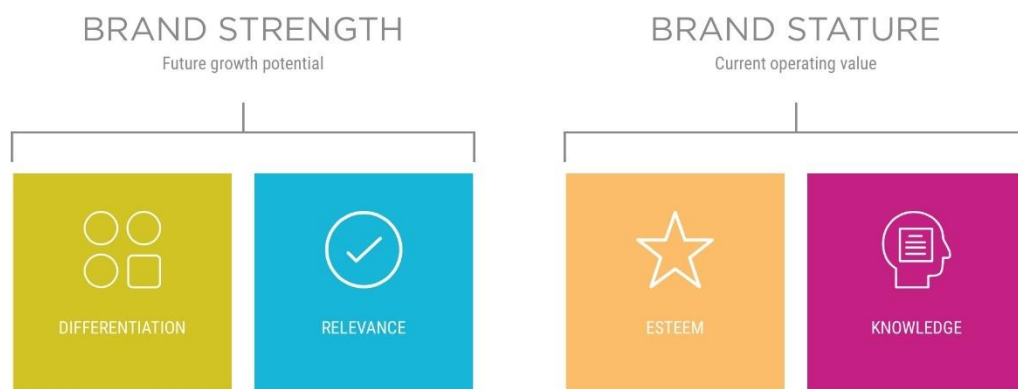 BRAND STRENGTH
Future growth potential
DIFFERENTIATION
RELEVANCE
BRAND STATURE
Current operating value
ESTEEM
KNOWLEDGE